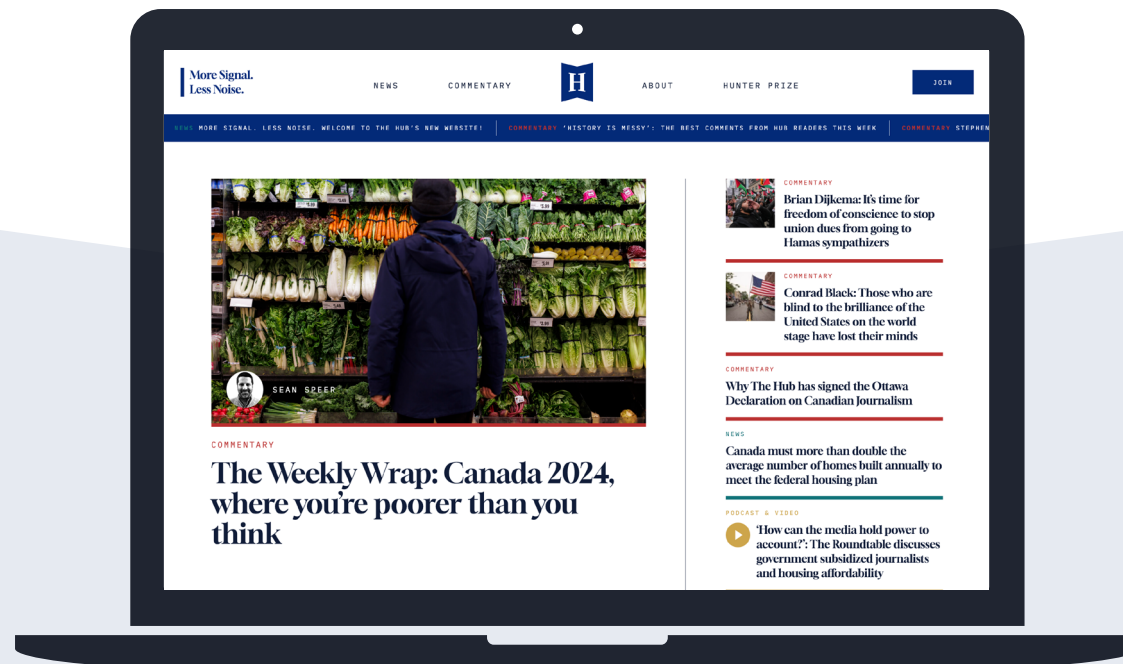 More Signal.
Less Noise.
NEWS
COMMENTARY
H
ABOUT
HUNTER PRIZE
JOIN
NEWS MORE SIGNAL. LESS NOISE. WELCOME TO THE HUB'S NEW WEBSITE!
COMMENTARY 'HISTORY IS MESSY': THE BEST COMMENTS FROM HUB READERS THIS WEEK
COMMENTARY STEPHEN
SEAN SPEER
COMMENTARY
The Weekly Wrap: Canada 2024,
where you're poorer than you
think
COMMENTARY
Brian Dijkema: It's time for
freedom of conscience to stop
union dues from going to
Hamas sympathizers
COMMENTARY
Conrad Black: Those who are
blind to the brilliance of the
United States on the world
stage have lost their minds
COMMENTARY
Why The Hub has signed the Ottawa
Declaration on Canadian Journalism
NEWS
Canada must more than double the
average number of homes built annually to
meet the federal housing plan
PODCAST & VIDEO
'How can the media hold power to
account?': The Roundtable discusses
government subsidized journalists
and housing affordability